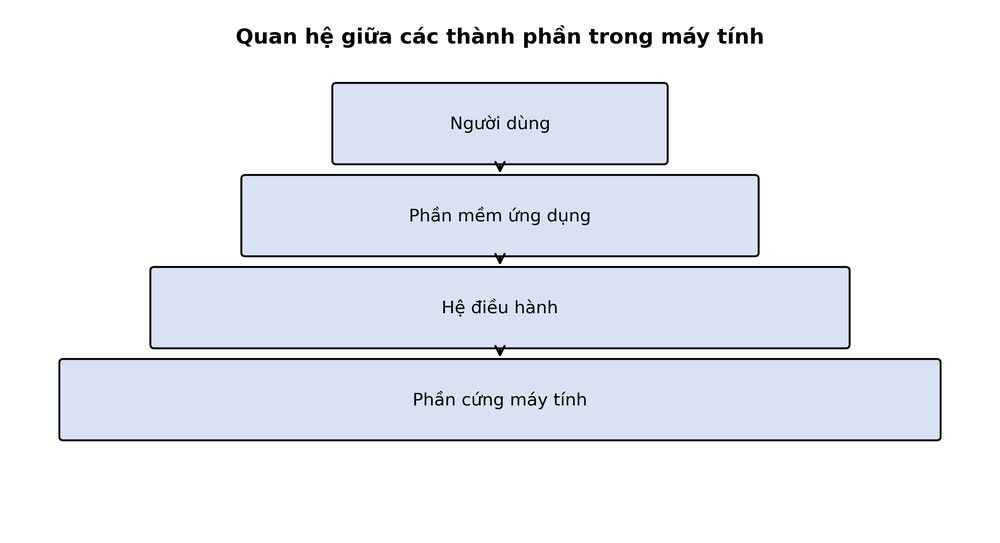 Quan hệ giữa các thành phần trong máy tính
Người dùng
Phần mềm ứng dụng
Hệ điều hành
Phần cứng máy tính